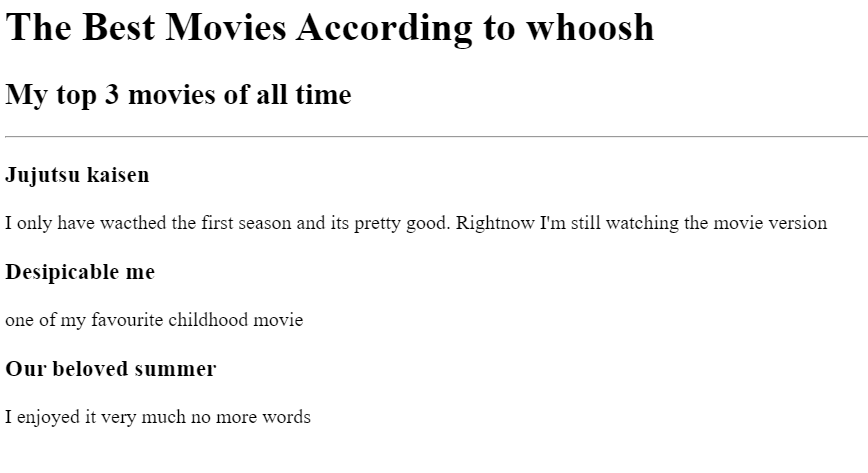 The Best Movies According to whoosh
My top 3 movies of all time
Jujutsu kaisen
I only have wacthed the first season and its pretty good. Rightnow I'm still watching the movie version
Desipicable me
one of my favourite childhood movie
Our beloved summer
I enjoyed it very much no more words